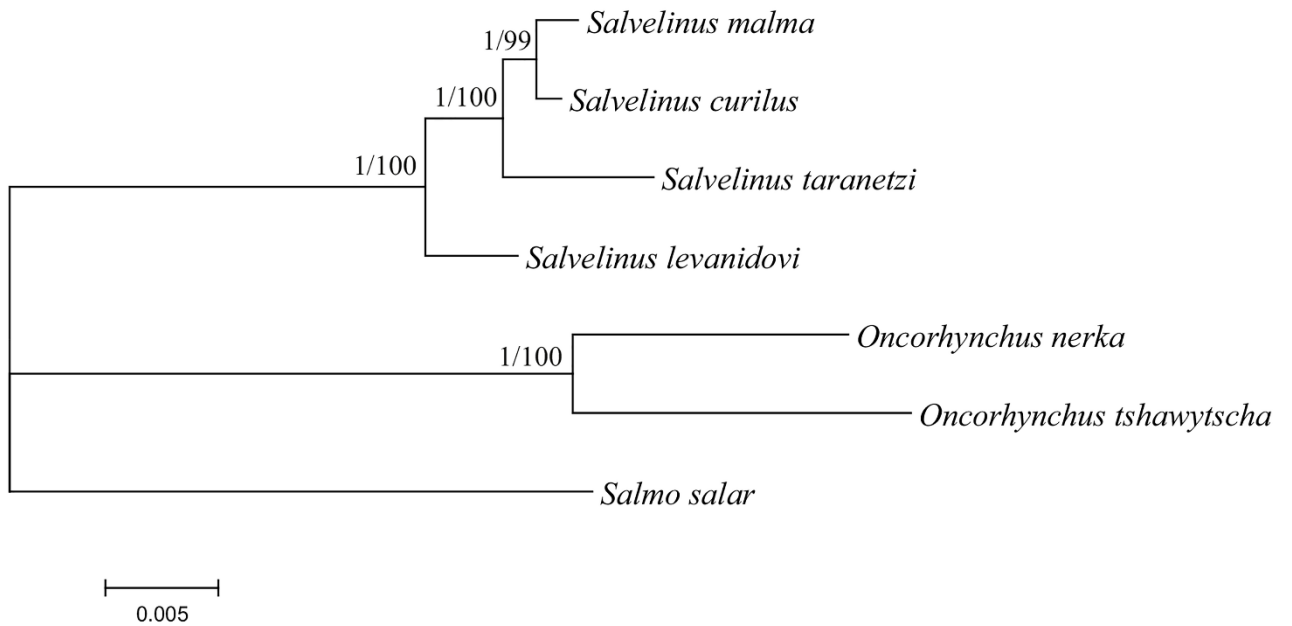 Salvelinus malma
1/99
1/100
Salvelinus curilus
1/100
Salvelinus taranetzi
Salvelinus levanidovi
Oncorhynchus nerka
1/100
Oncorhynchus tshawytscha
Salmo salar
0.005